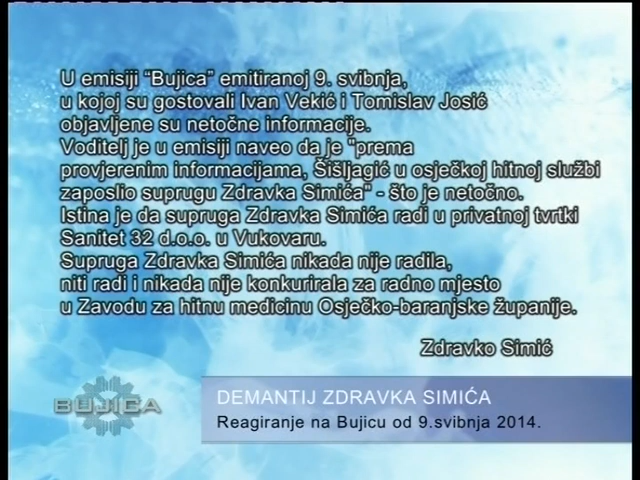 U emisiji "Bujica" emitiranoj 9. svibnja,
u kojoj su gostovali Ivan Vekić i Tomislav Josić
objavljene su netočne informacije.
Voditelj je u emisiji naveo da je "prema
provjerenim informacijama, Šišljagić u osječkoj hitnoj službi
zaposlio suprugu Zdravka Simića" - što je netočno.
Istina je da supruga Zdravka Simića radi u privatnoj tvrtki
Sanitet 32 d.o.o. u Vukovaru.
Supruga Zdravka Simića nikada nije radila,
niti radi i nikada nije konkurirala za radno mjesto
u Zavodu za hitnu medicinu Osječko-baranjske županije.
Zdravko Simić
BUJICA
DEMANTIJ ZDRAVKA SIMIĆA
Reagiranje na Bujicu od 9.svibnja 2014.